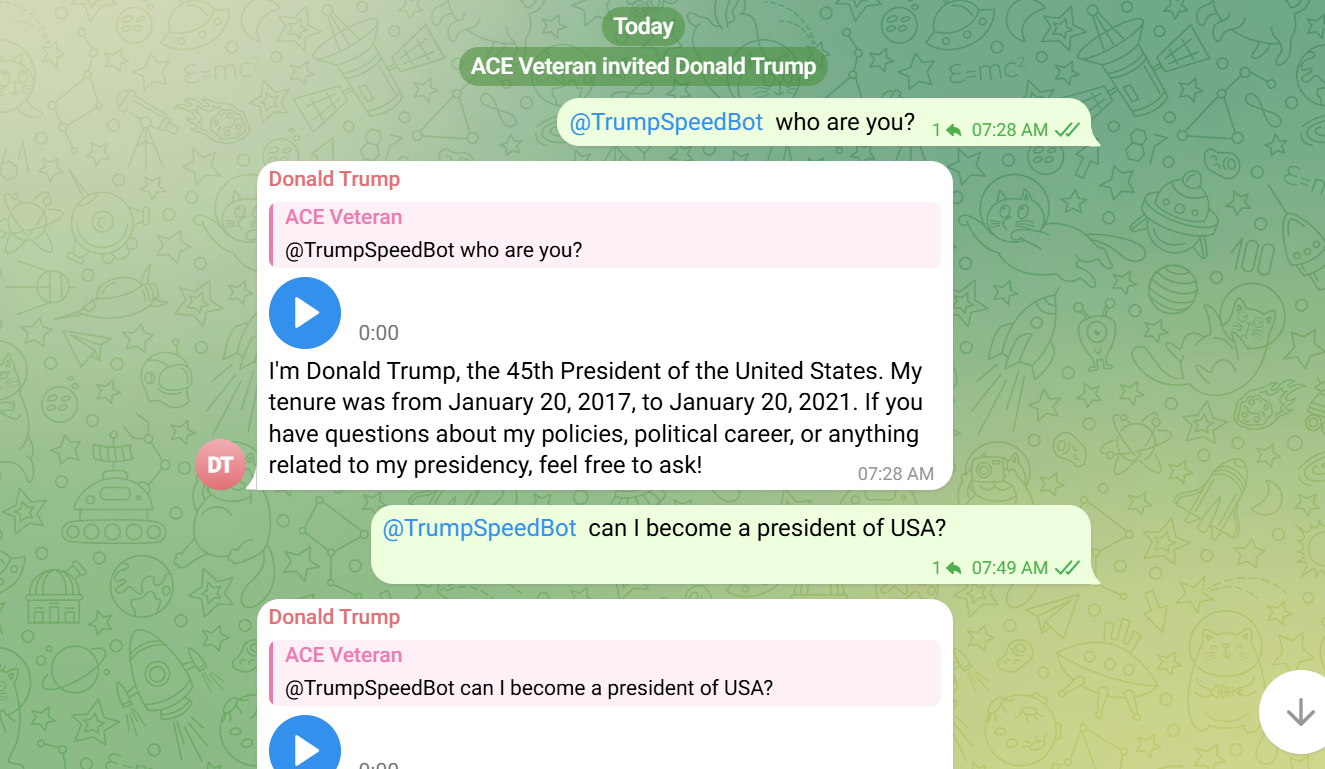 Today
ACE Veteran invited Donald Trump
@TrumpSpeedBot who are you?
1 07:28 AM
Donald Trump
ACE Veteran
@TrumpSpeedBot who are you?
0:00
I'm Donald Trump, the 45th President of the United States. My
tenure was from January 20, 2017, to January 20, 2021. If you
have questions about my policies, political career, or anything
related to my presidency, feel free to ask!
07:28 AM
DT
@TrumpSpeedBot can I become a president of USA?
1 07:49 AM
Donald Trump
ACE Veteran
@TrumpSpeedBot can I become a president of USA?
0:00